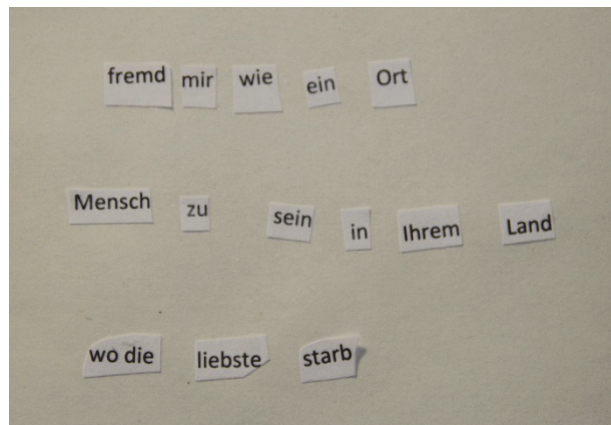 fremd mir wie ein Ort
Mensch zu sein in Ihrem Land
wo die liebste starb